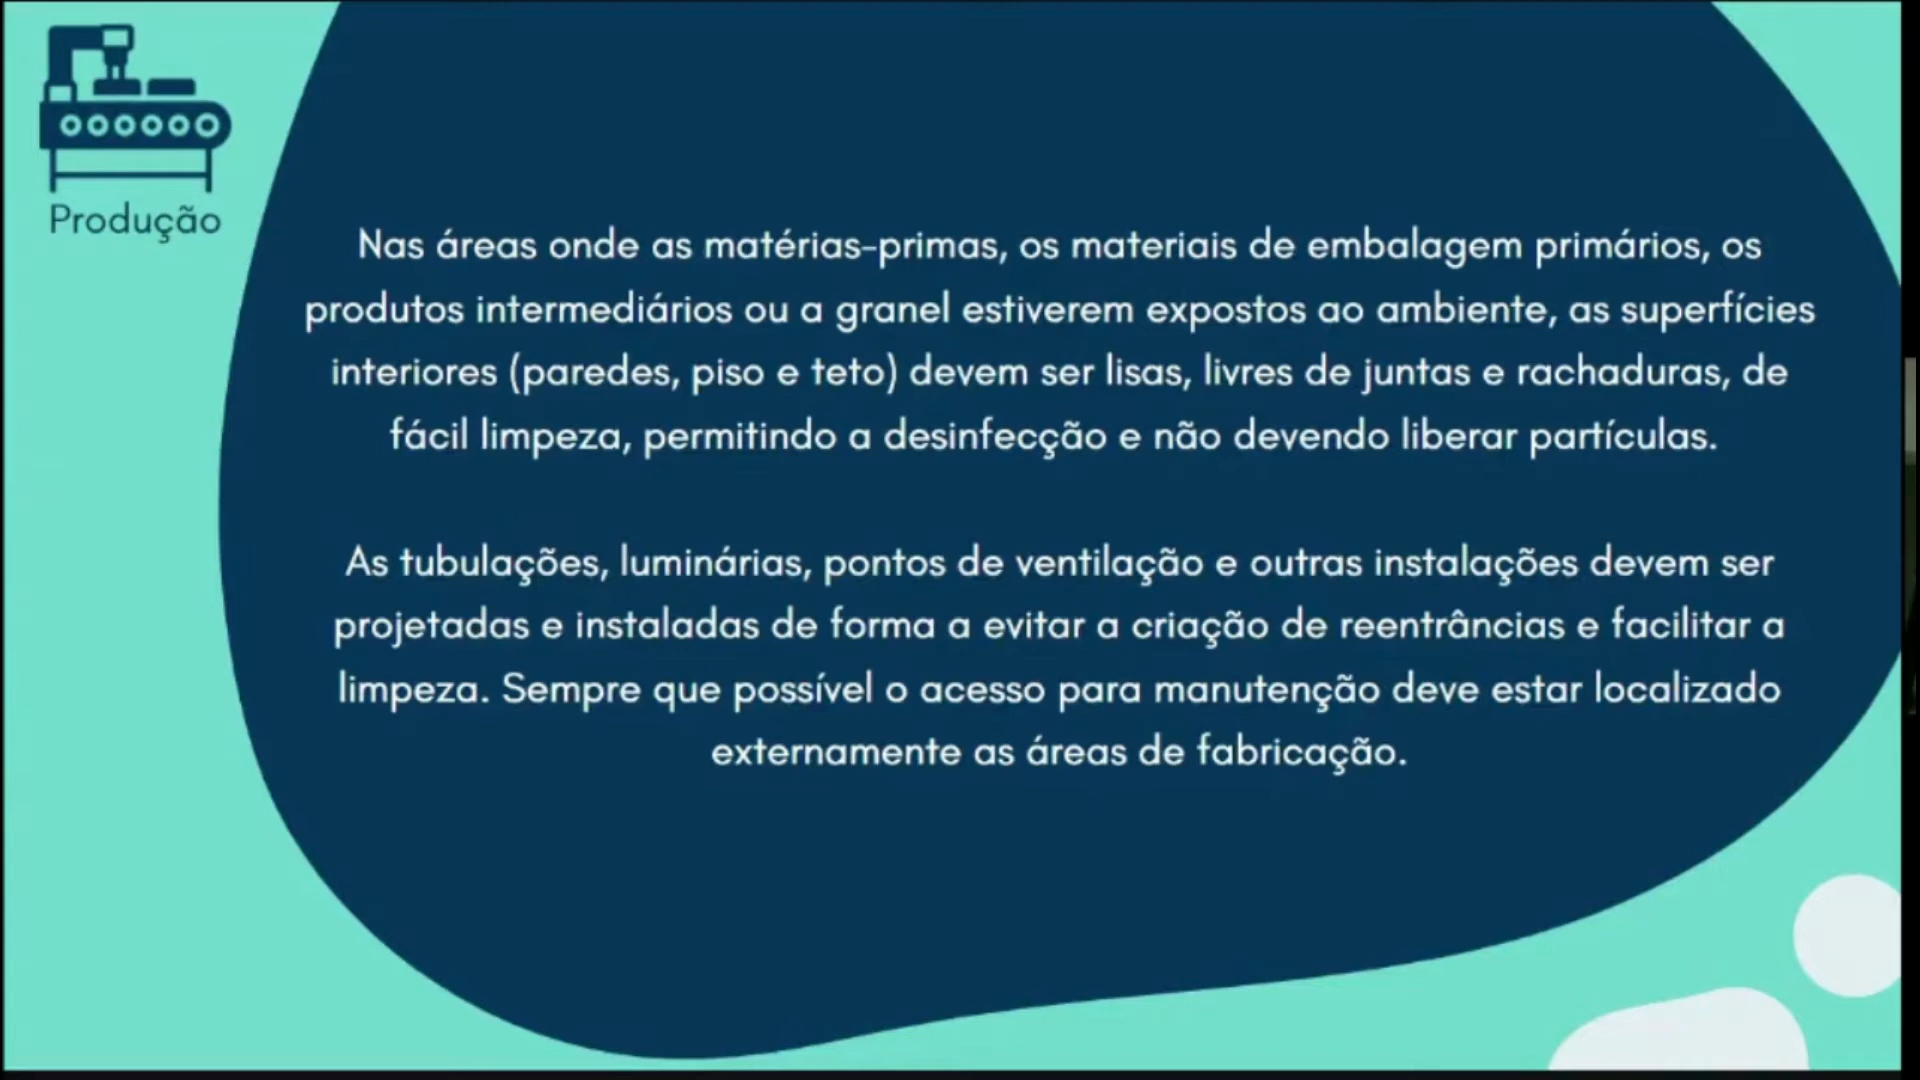 Produção
Nas áreas onde as matérias-primas, os materiais de embalagem primários, os
produtos intermediários ou a granel estiverem expostos ao ambiente, as superfícies
interiores (paredes, piso e teto) devem ser lisas, livres de juntas e rachaduras, de
fácil limpeza, permitindo a desinfecção e não devendo liberar partículas.
As tubulações, luminárias, pontos de ventilação e outras instalações devem ser
projetadas e instaladas de forma a evitar a criação de reentrâncias e facilitar a
limpeza. Sempre que possível o acesso para manutenção deve estar localizado
externamente as áreas de fabricação.